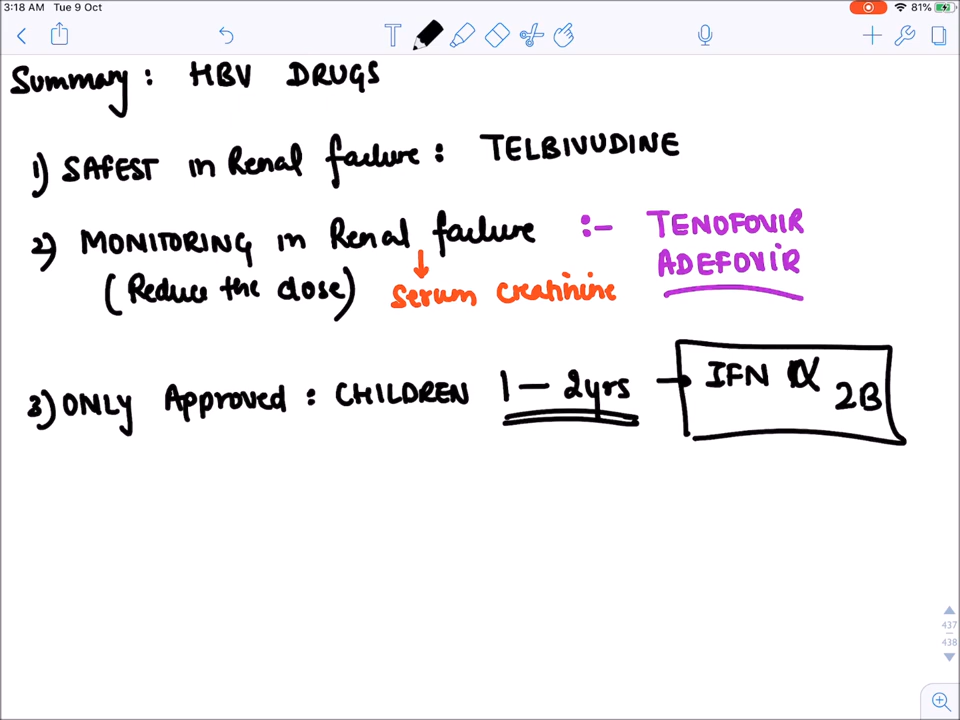 3:18 AM Tue 9 Oct 81%
T
Summary : HBV DRUGS
1) SAFEST in Renal failure : TELBIVUDINE
2) MONITORING in Renal failure :- TENOFOVIR
ADEFOVIR
(Reduce the dose) Serum creatinine
3) ONLY Approved : CHILDREN 1 - 2yrs → IFN α 2B
437
438